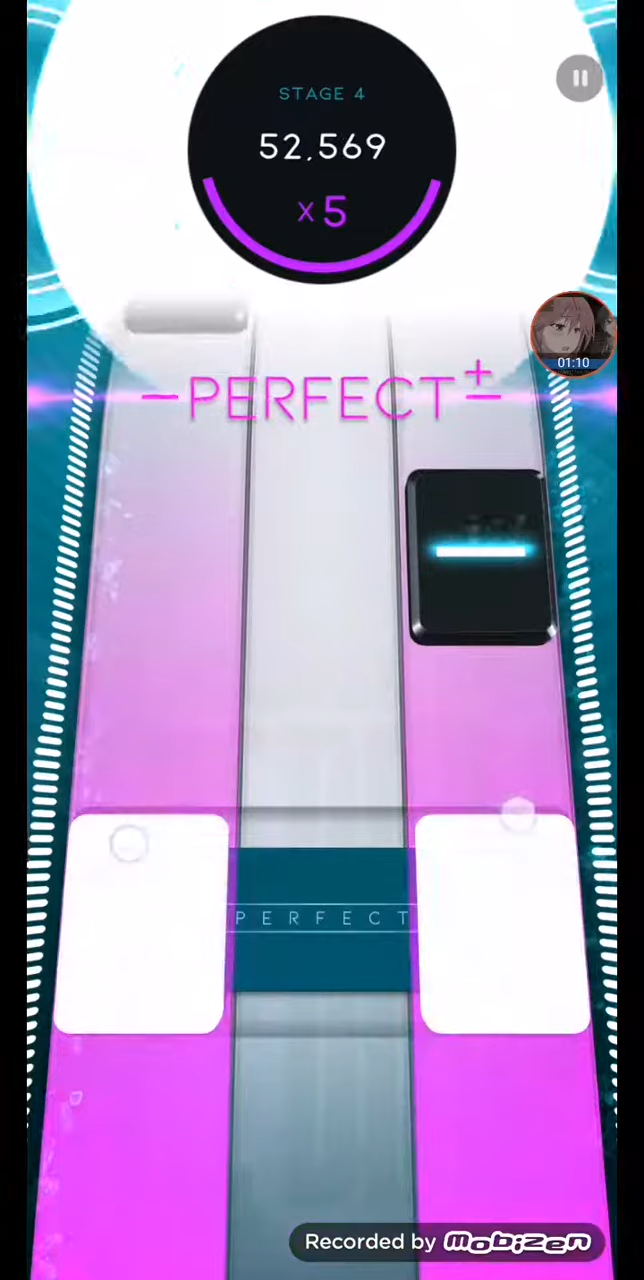 STAGE 4
52,569
x5
01:10
PERFECT+
PERFECT
Recorded by mobizen